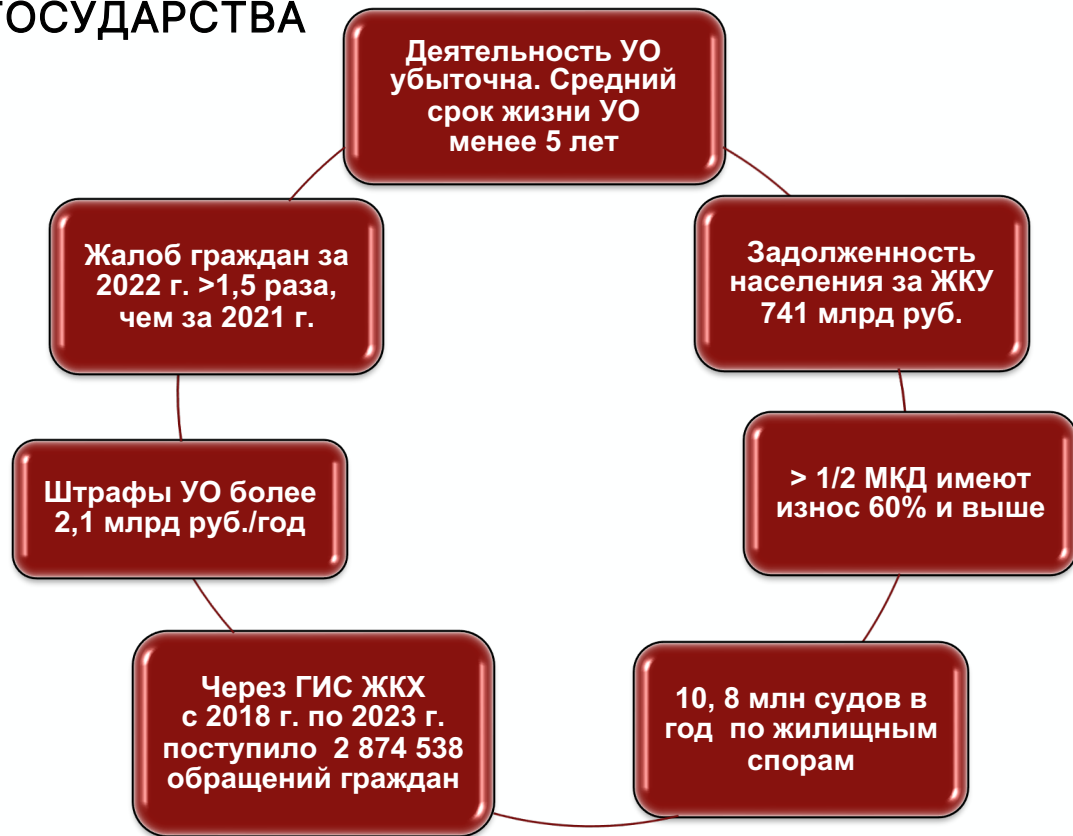 ГОСУДАРСТВА
Деятельность УО
убыточна. Средний
срок жизни УО
менее 5 лет
Задолженность
населения за ЖКУ
741 млрд руб.
> 1/2 МКД имеют
износ 60% и выше
10, 8 млн судов в
год по жилищным
спорам
Через ГИС ЖКХ
с 2018 г. по 2023 г.
поступило 2 874 538
обращений граждан
Штрафы УО более
2,1 млрд руб./год
Жалоб граждан за
2022 г. >1,5 раза,
чем за 2021 г.